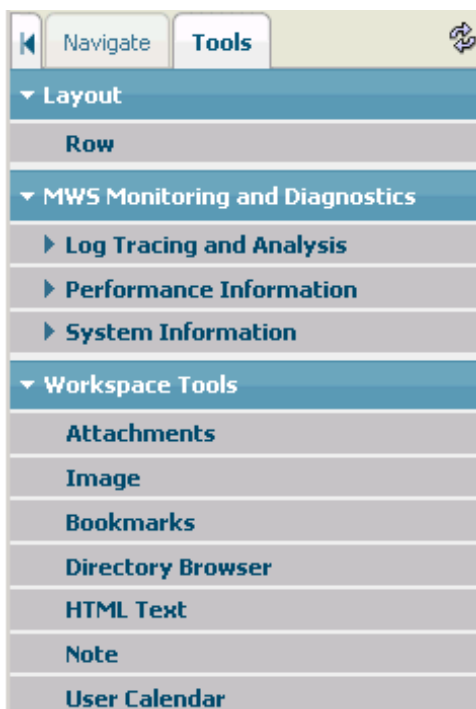 Navigate Tools
Layout
Row
MWS Monitoring and Diagnostics
Log Tracing and Analysis
Performance Information
System Information
Workspace Tools
Attachments
Image
Bookmarks
Directory Browser
HTML Text
Note
User Calendar